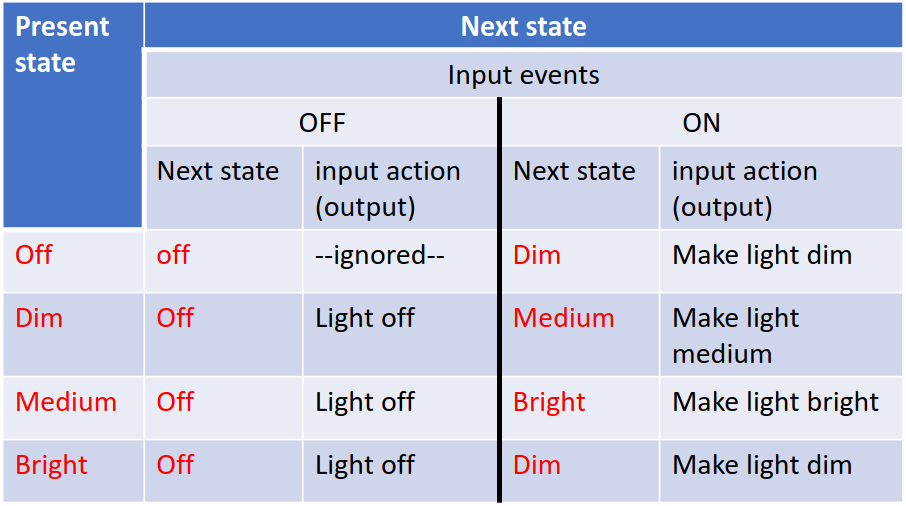 Present state
Next state
Input events
OFF
ON
Next state
input action
(output)
Next state
input action
(output)
Off
off
--ignored--
Dim
Make light dim
Dim
Off
Light off
Medium
Make light
medium
Medium
Off
Light off
Bright
Make light bright
Bright
Off
Light off
Dim
Make light dim